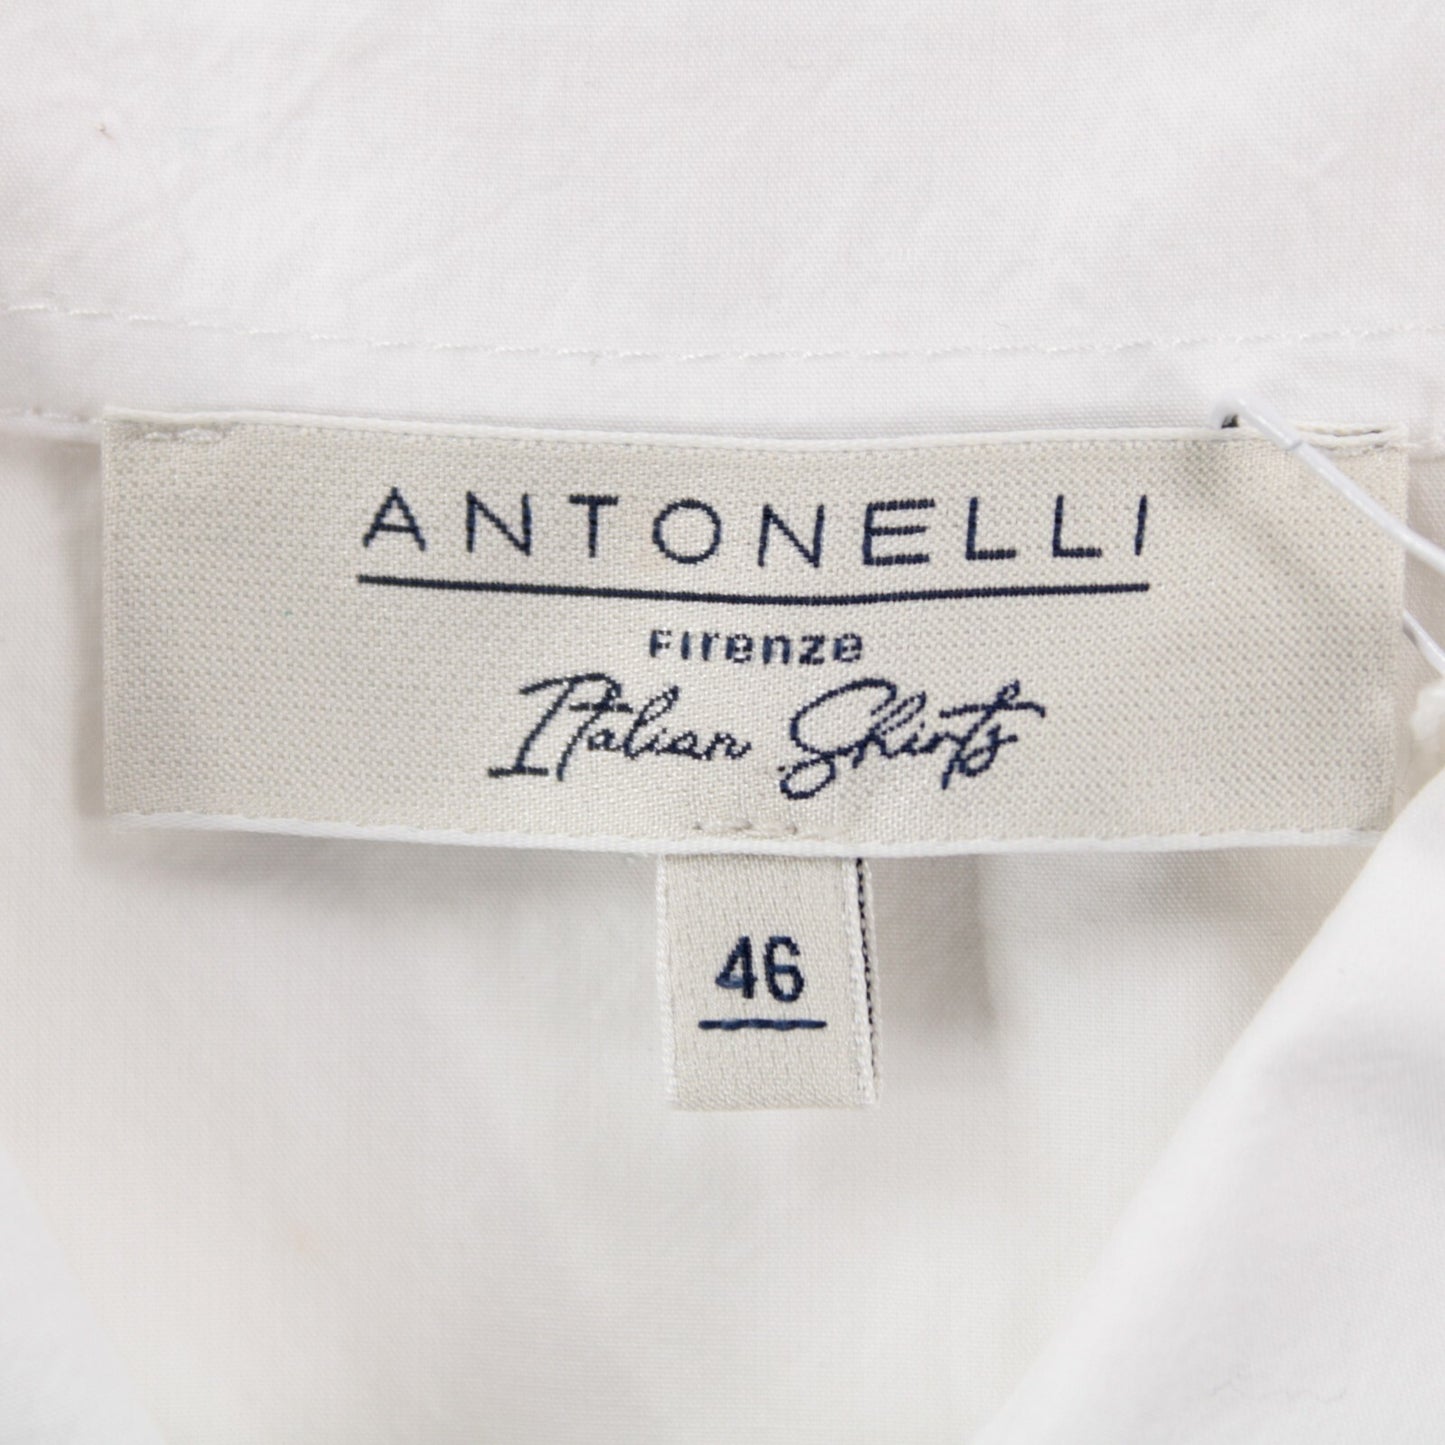 ANTONELLI
Firenze
Italian Shirts
46